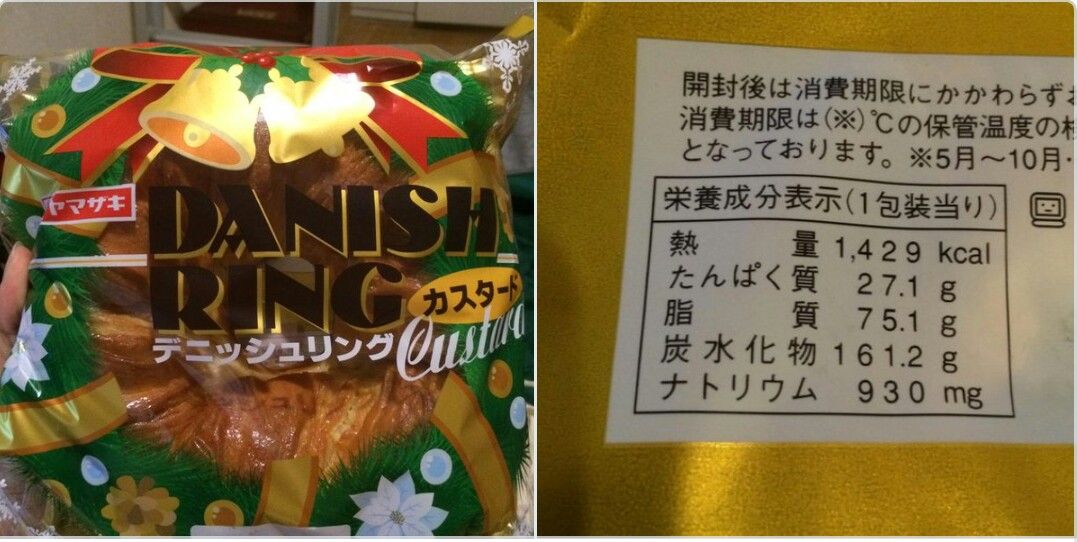 ヤマザキ
DANISH
RING
カスタード
デニッシュリング
Custard
開封後は消費期限にかかわらずお
消費期限は(※)℃の保管温度の
となっております。※5月~10月・
栄養成分表示(1包装当り)
熱量 1,429 kcal
たんぱく質 27.1 g
脂質 75.1 g
炭水化物 161.2 g
ナトリウム 930 mg